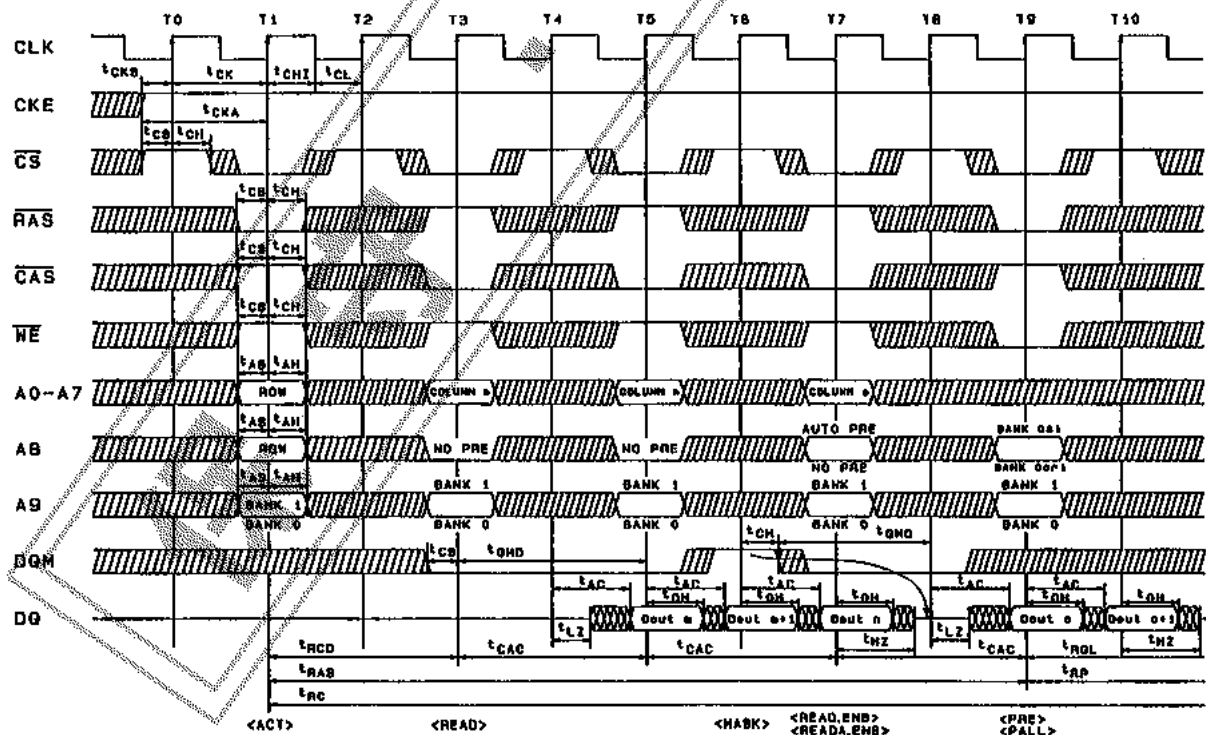 T0 T1 T2 T3 T4 T5 T6 T7 T8 T9 T10
CLK
tCKS tCK tCHI tCL
CKE
tCKA
tCS tCH
CS
tCS tCH
RAS
tCS tCH
CAS
tCS tCH
WE
tAS tAH
A0~A7 ROW COLUMN m COLUMN n COLUMN o
tAS tAH AUTO PRE BANK 0&1
A8 ROW NO PRE NO PRE
NO PRE BANK 0or1
tAS tAH BANK 1 BANK 1 BANK 1 BANK 1
A9 BANK 1
BANK 0 BANK 0 BANK 0 BANK 0 BANK 0
tCH tQMD
DQM tCS tQMD
tAC tAC tAC tAC tAC
tOH tOH tOH tOH tOH
DQ Dout m Dout m+1 Dout n Dout o Dout o+1
tLZ tHZ tLZ tHZ
tRCD tCAC tCAC tCAC tRQL
tRAS tRP
tRC
<ACT> <READ> <MASK> <READ,ENB> <PRE>
<READA,ENB> <PALL>